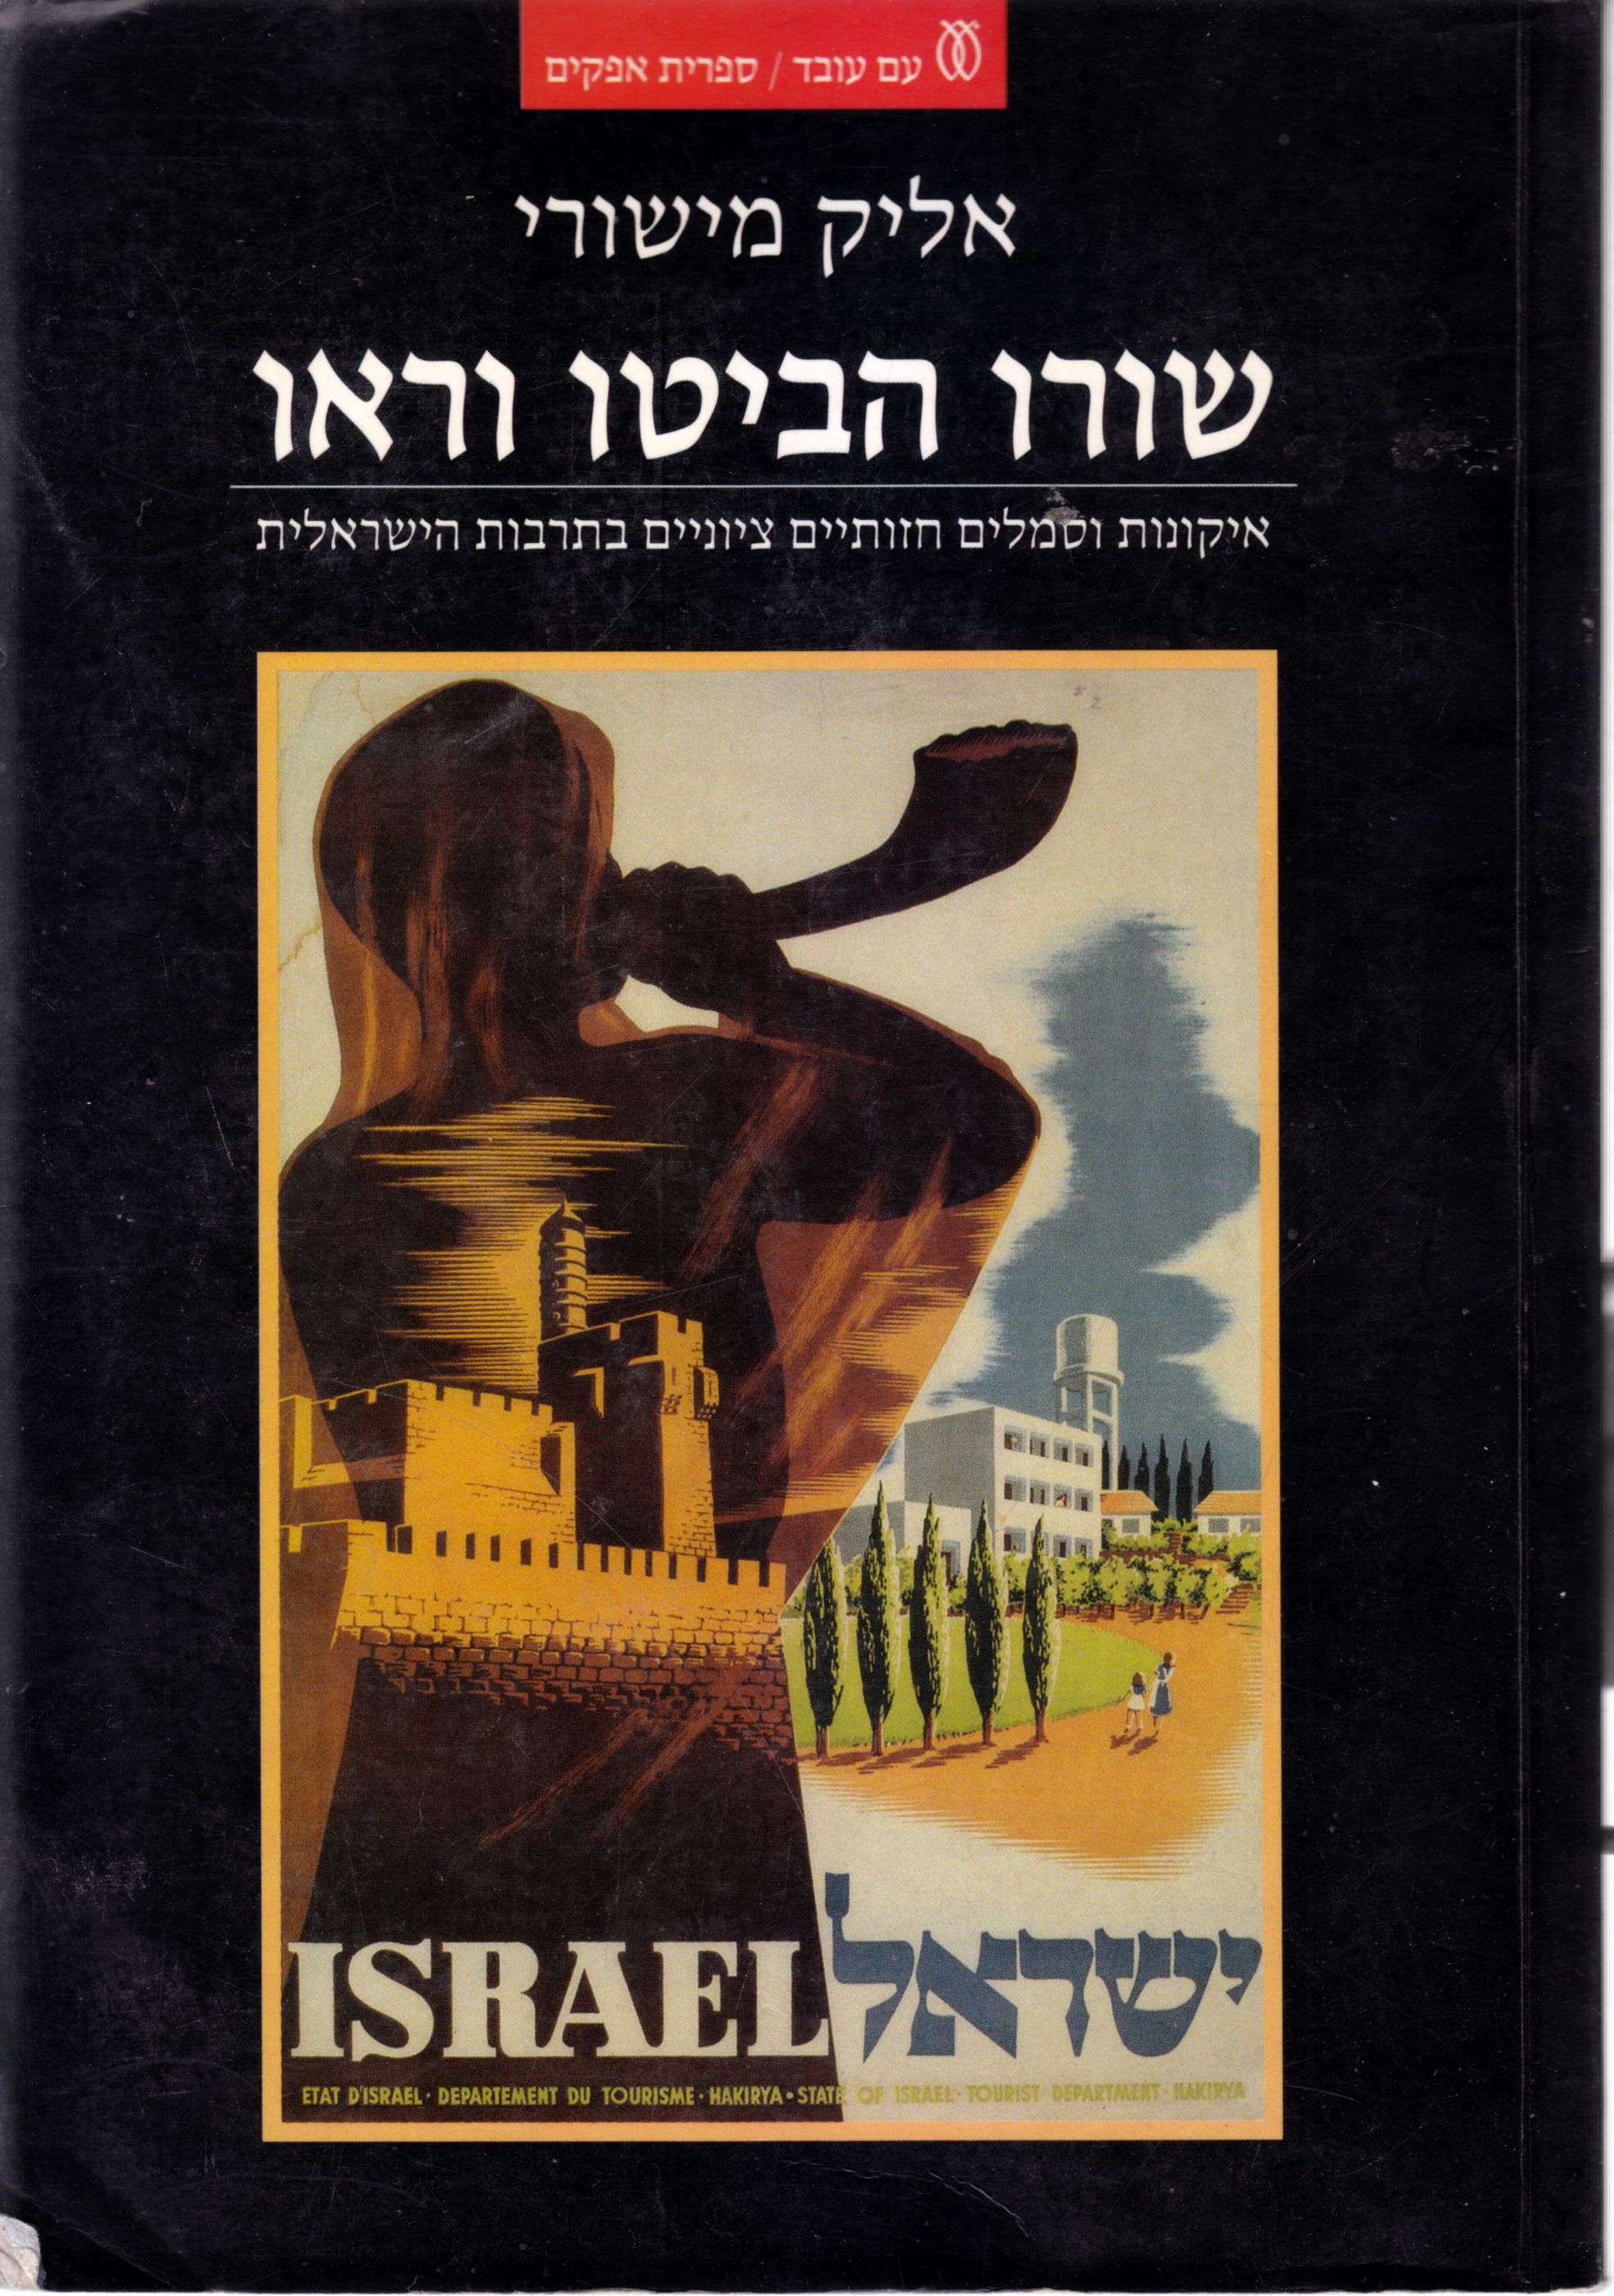 עם עובד / ספרית אפקים
אליק מישורי
שורו הביטו וראו
איקונות וסמלים חזותיים ציוניים בתרבות הישראלית
ISRAEL ישראל
ETAT D'ISRAEL · DEPARTEMENT DU TOURISME · HAKIRYA · STATE OF ISRAEL · TOURIST DEPARTMENT · HAKIRYA